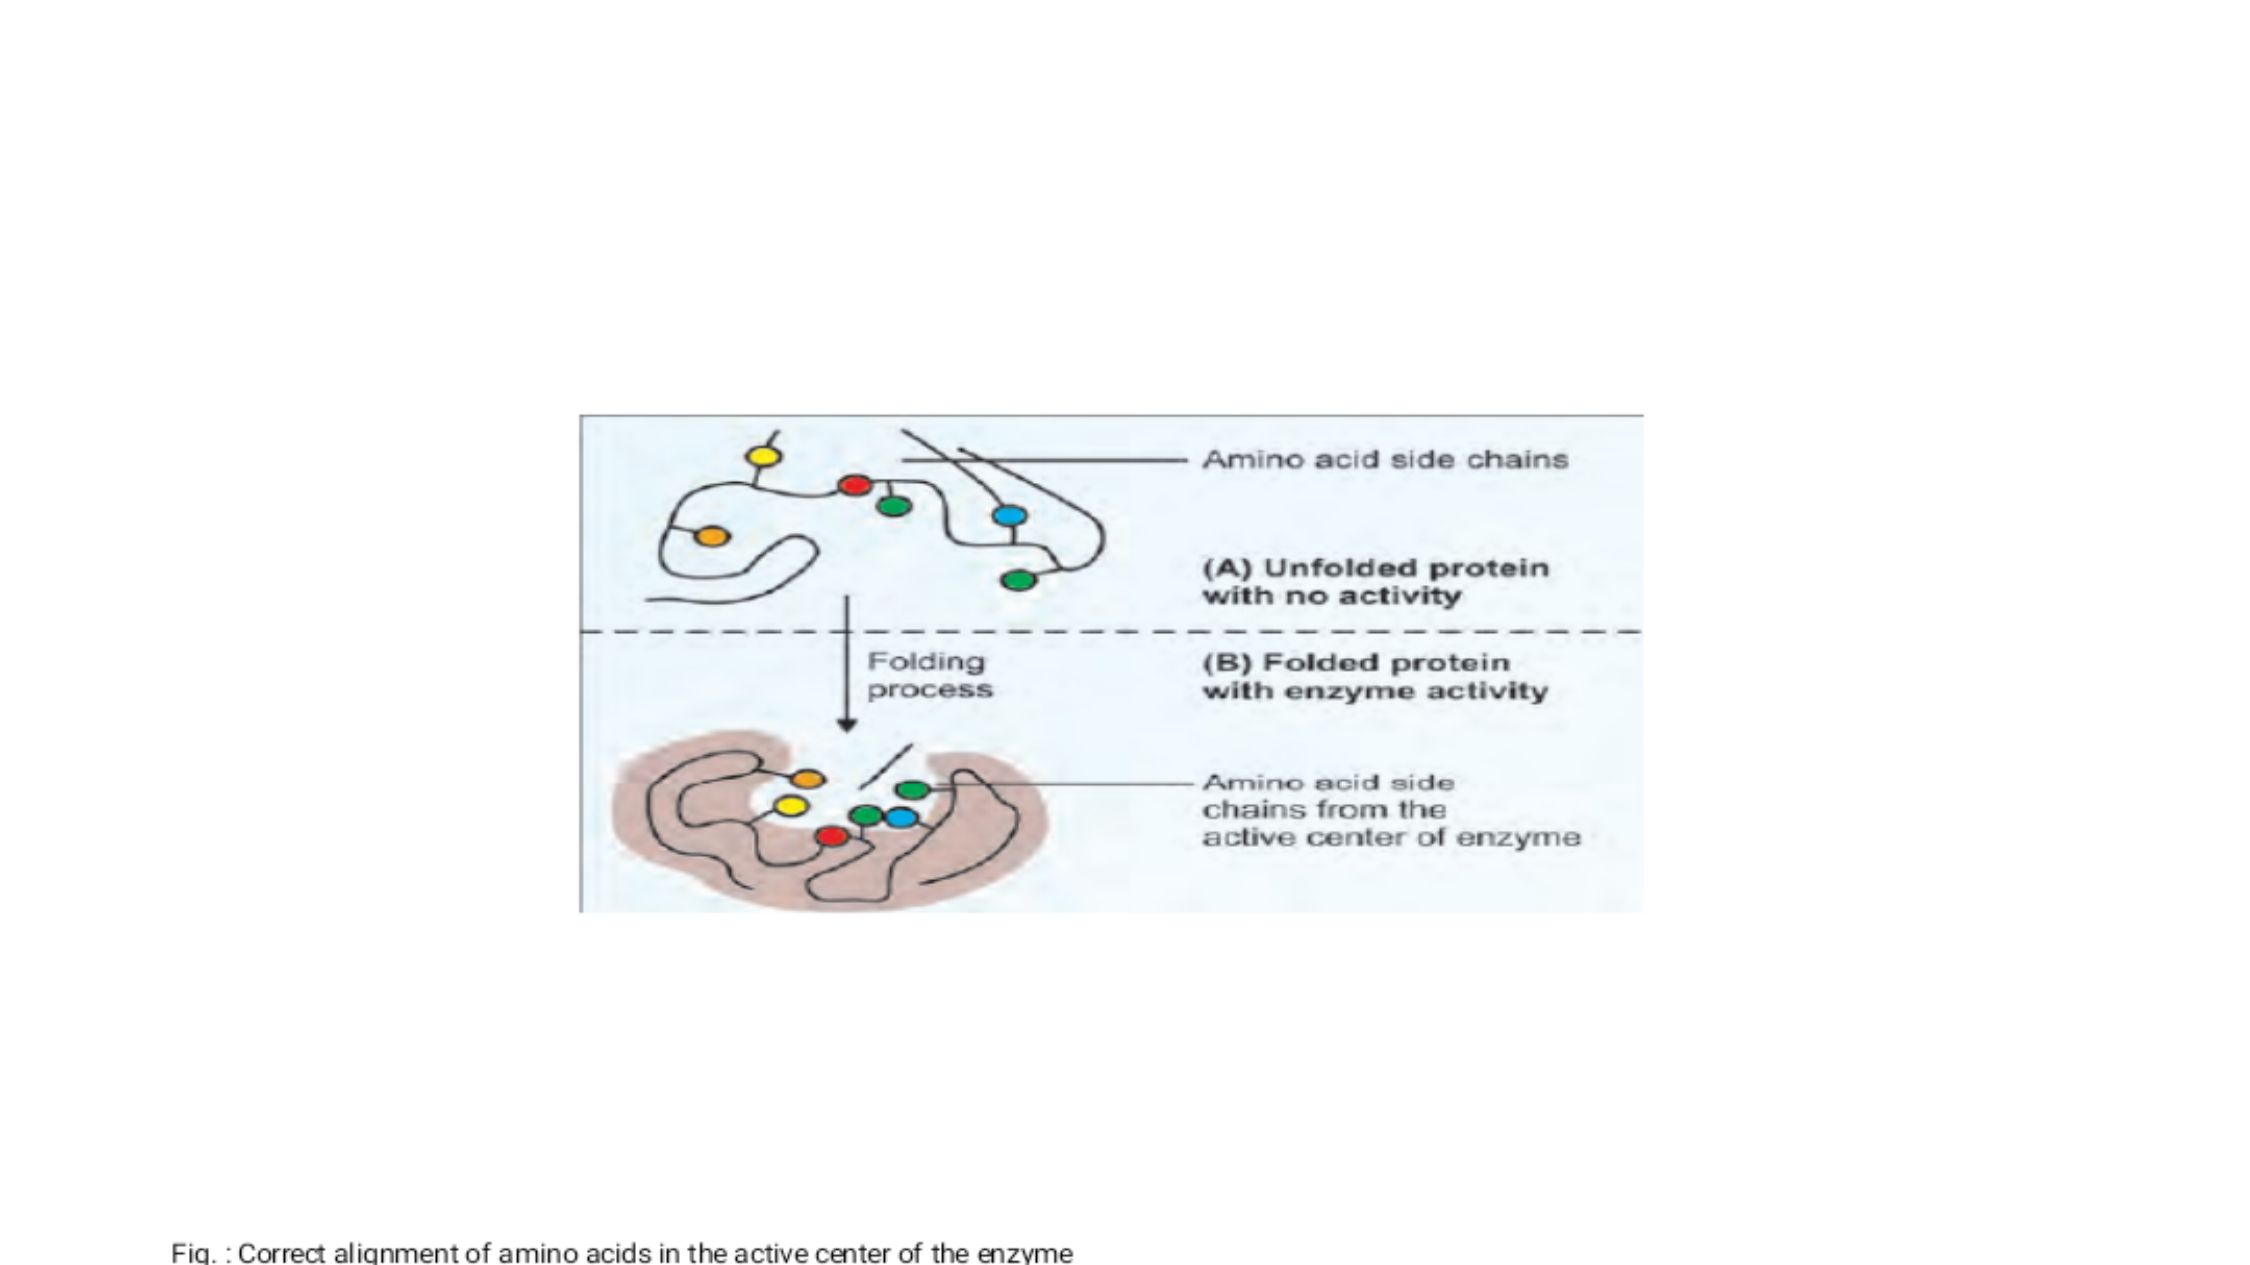 Amino acid side chains
(A) Unfolded protein
with no activity
Folding
process
(B) Folded protein
with enzyme activity
Amino acid side
chains from the
active center of enzyme
Fig. : Correct alignment of amino acids in the active center of the enzyme